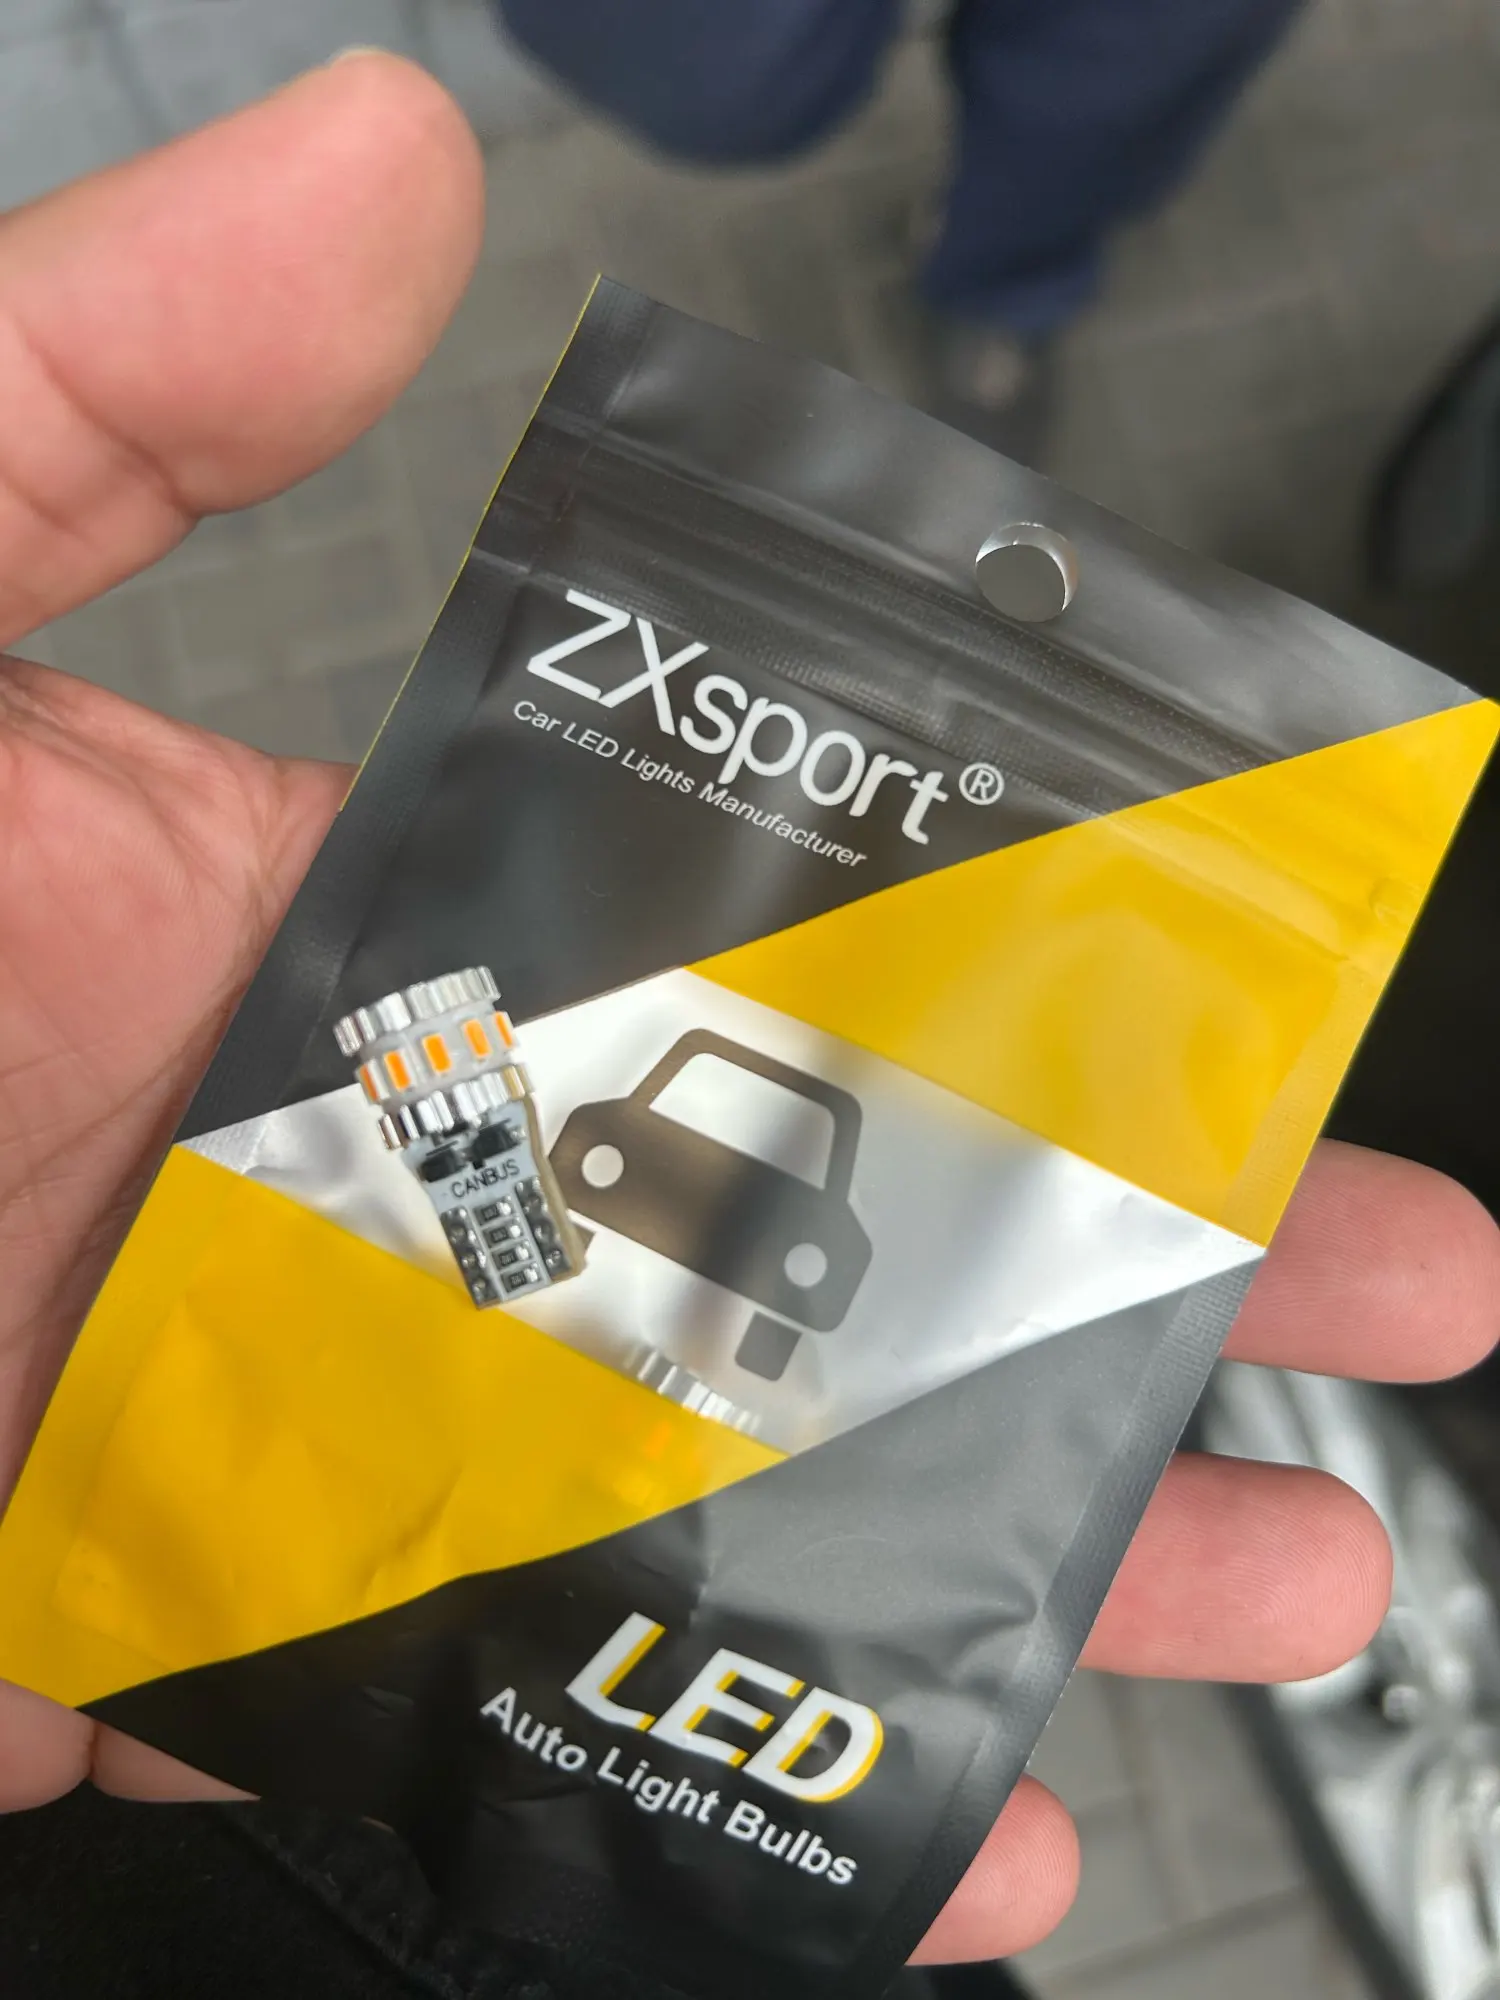 ZXsport®
Car LED Lights Manufacturer
CANBUS
LED
Auto Light Bulbs